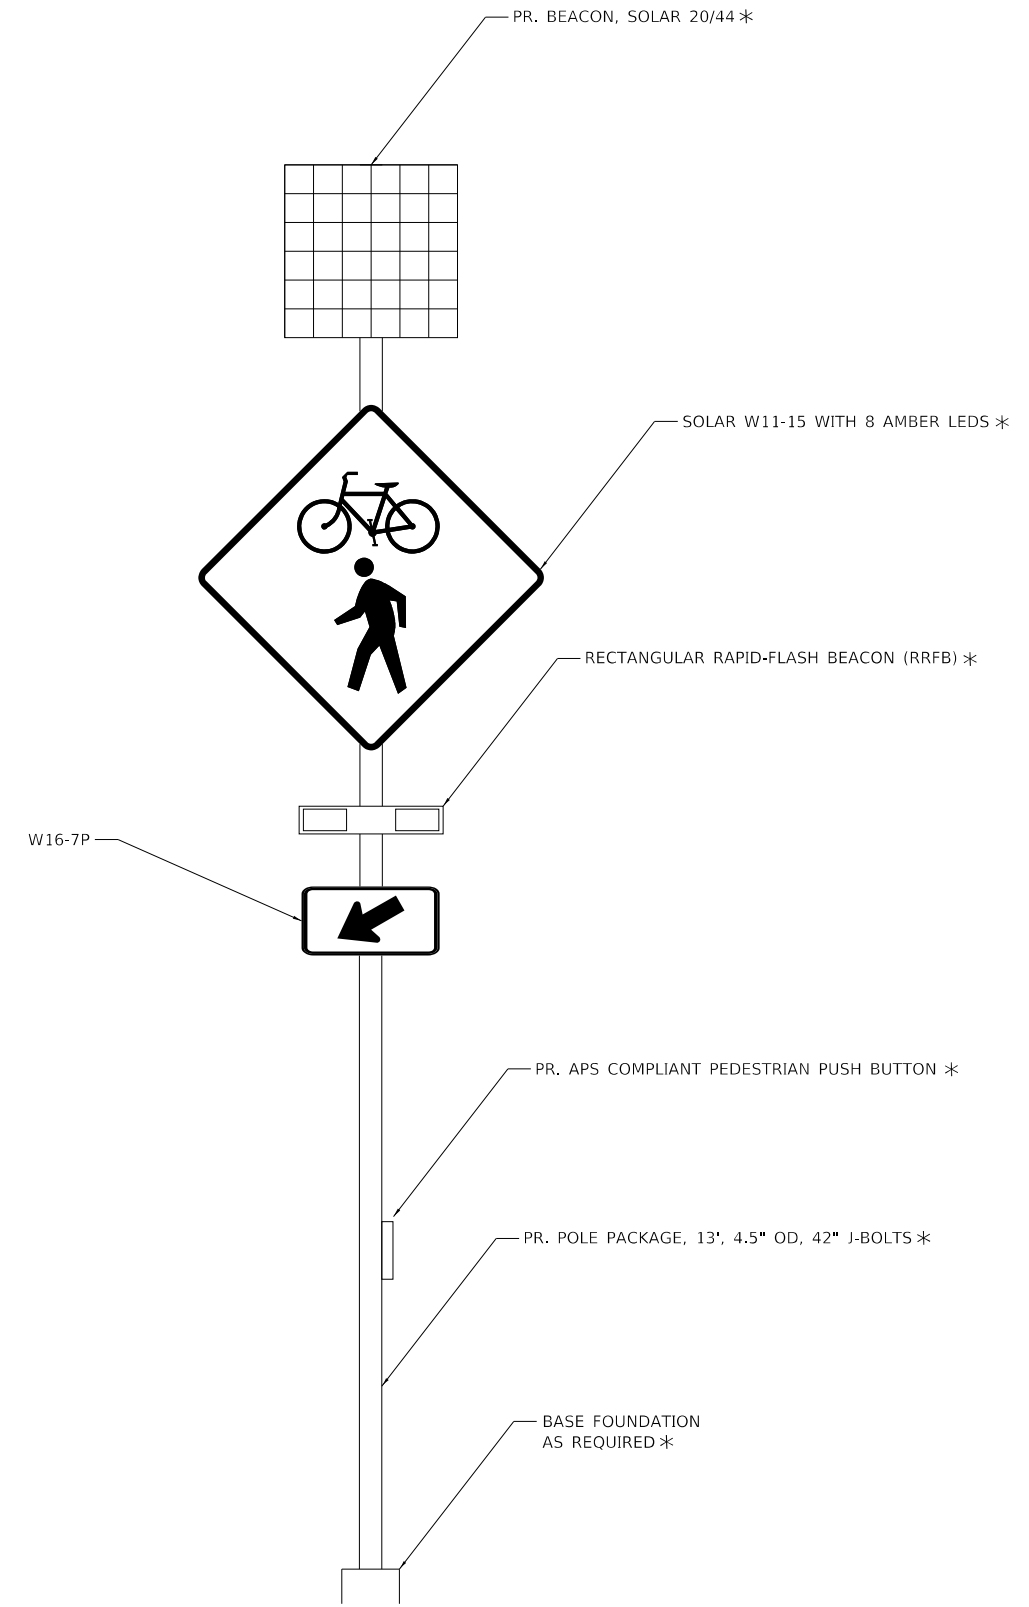 PR. BEACON, SOLAR 20/44 *
SOLAR W11-15 WITH 8 AMBER LEDS *
RECTANGULAR RAPID-FLASH BEACON (RRFB) *
W16-7P
PR. APS COMPLIANT PEDESTRIAN PUSH BUTTON *
PR. POLE PACKAGE, 13', 4.5" OD, 42" J-BOLTS *
BASE FOUNDATION
AS REQUIRED *